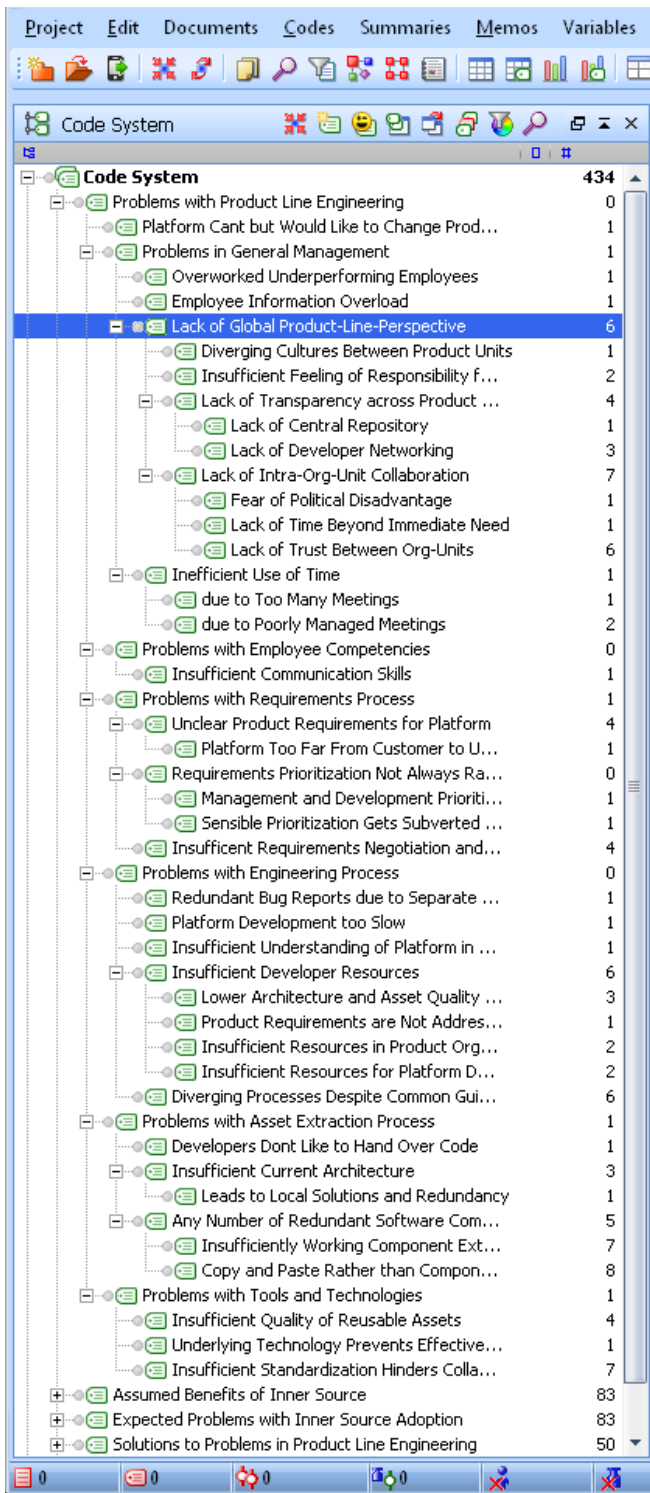 Project Edit Documents Codes Summaries Memos Variables
Code System
#
Code System 434
Problems with Product Line Engineering 0
Platform Cant but Would Like to Change Prod... 1
Problems in General Management 1
Overworked Underperforming Employees 1
Employee Information Overload 1
Lack of Global Product-Line-Perspective 6
Diverging Cultures Between Product Units 1
Insufficient Feeling of Responsibility f... 2
Lack of Transparency across Product ... 4
Lack of Central Repository 1
Lack of Developer Networking 3
Lack of Intra-Org-Unit Collaboration 7
Fear of Political Disadvantage 1
Lack of Time Beyond Immediate Need 1
Lack of Trust Between Org-Units 6
Inefficient Use of Time 1
due to Too Many Meetings 1
due to Poorly Managed Meetings 2
Problems with Employee Competencies 0
Insufficient Communication Skills 1
Problems with Requirements Process 1
Unclear Product Requirements for Platform 4
Platform Too Far From Customer to U... 1
Requirements Prioritization Not Always Ra... 0
Management and Development Prioriti... 1
Sensible Prioritization Gets Subverted ... 1
Insufficent Requirements Negotiation and... 4
Problems with Engineering Process 0
Redundant Bug Reports due to Separate ... 1
Platform Development too Slow 1
Insufficient Understanding of Platform in ... 1
Insufficient Developer Resources 6
Lower Architecture and Asset Quality ... 3
Product Requirements are Not Addres... 1
Insufficient Resources in Product Org... 2
Insufficient Resources for Platform D... 2
Diverging Processes Despite Common Gui... 6
Problems with Asset Extraction Process 1
Developers Dont Like to Hand Over Code 1
Insufficient Current Architecture 3
Leads to Local Solutions and Redundancy 1
Any Number of Redundant Software Com... 5
Insufficiently Working Component Ext... 7
Copy and Paste Rather than Compon... 8
Problems with Tools and Technologies 1
Insufficient Quality of Reusable Assets 4
Underlying Technology Prevents Effective... 1
Insufficient Standardization Hinders Colla... 7
Assumed Benefits of Inner Source 83
Expected Problems with Inner Source Adoption 83
Solutions to Problems in Product Line Engineering 50
0 0 0 0